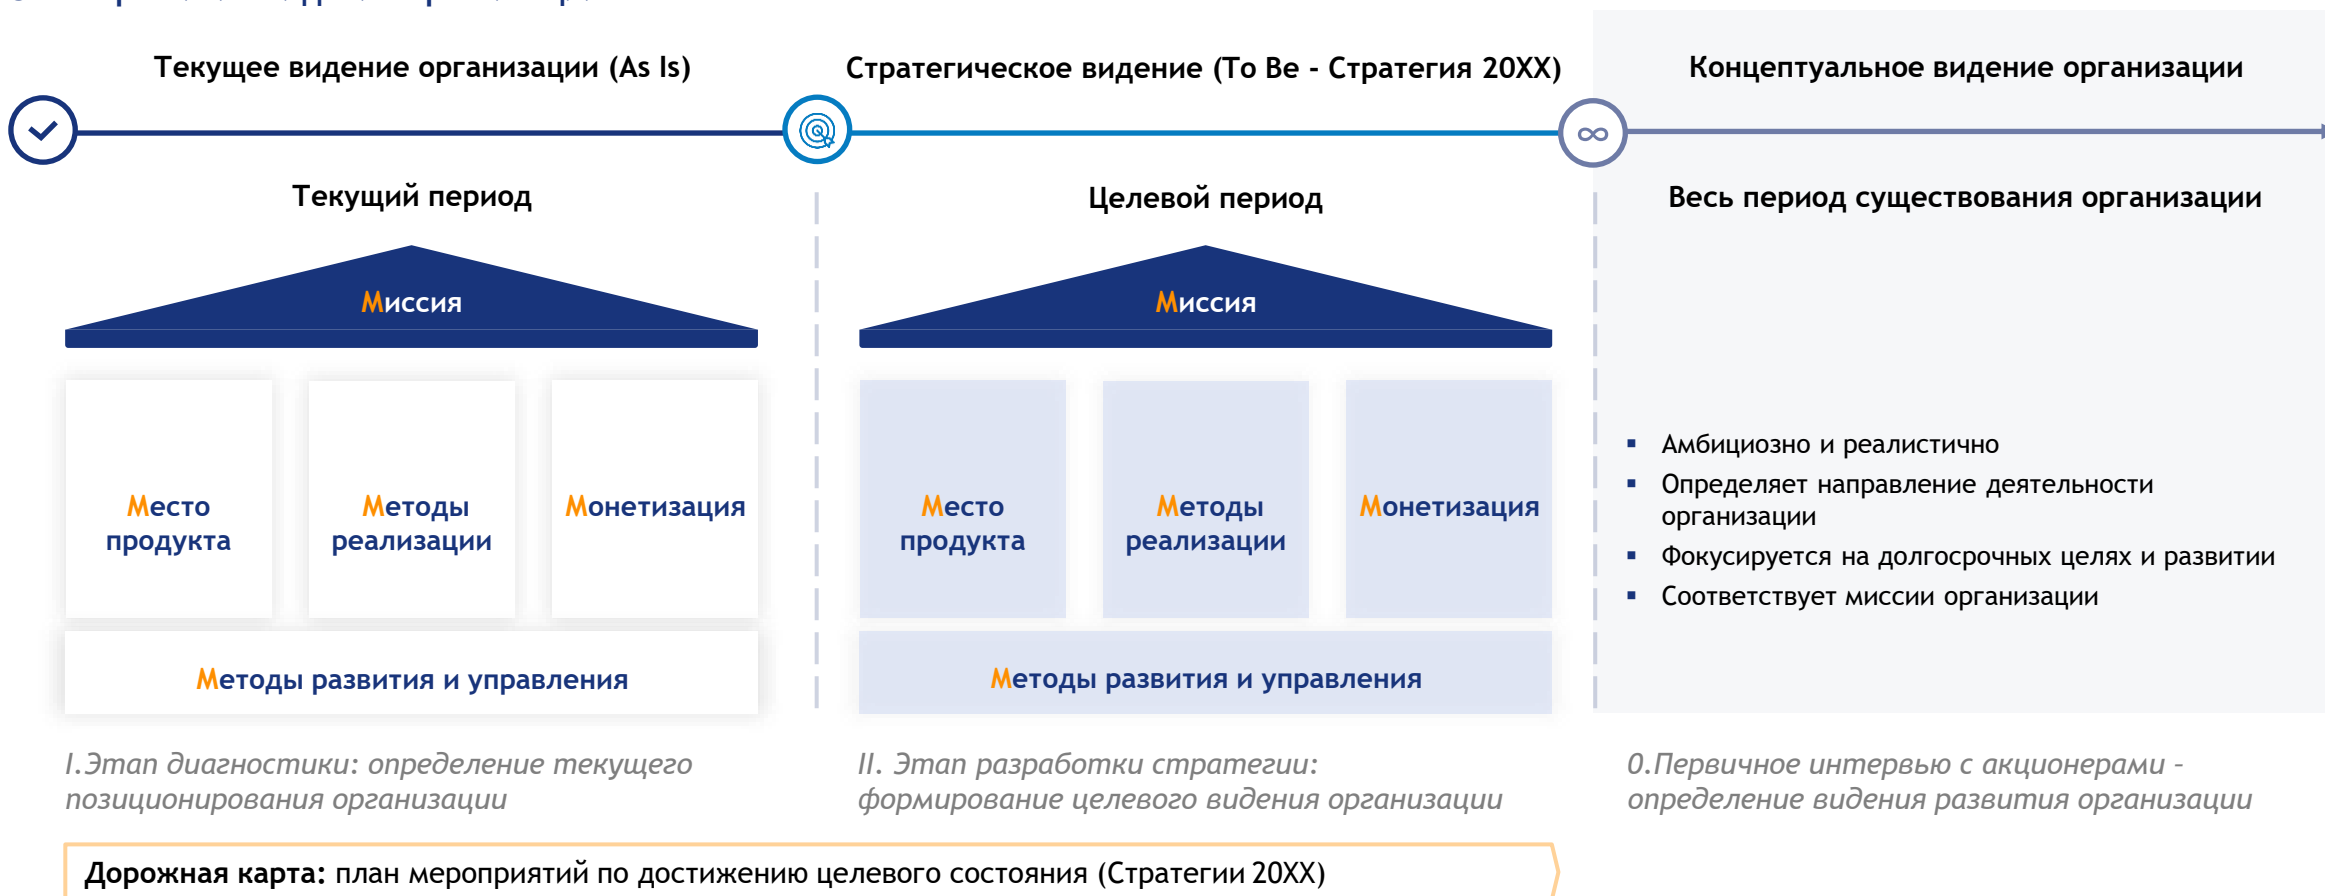 Текущее видение организации (As Is)
Стратегическое видение (To Be - Стратегия 20XX)
Концептуальное видение организации
Текущий период
Целевой период
Весь период существования организации
Миссия
Миссия
Место
продукта
Методы
реализации
Монетизация
Методы развития и управления
Место
продукта
Методы
реализации
Монетизация
Методы развития и управления
▪ Амбициозно и реалистично
▪ Определяет направление деятельности
организации
▪ Фокусируется на долгосрочных целях и развитии
▪ Соответствует миссии организации
I.Этап диагностики: определение текущего
позиционирования организации
II. Этап разработки стратегии:
формирование целевого видения организации
0.Первичное интервью с акционерами –
определение видения развития организации
Дорожная карта: план мероприятий по достижению целевого состояния (Стратегии 20XX)